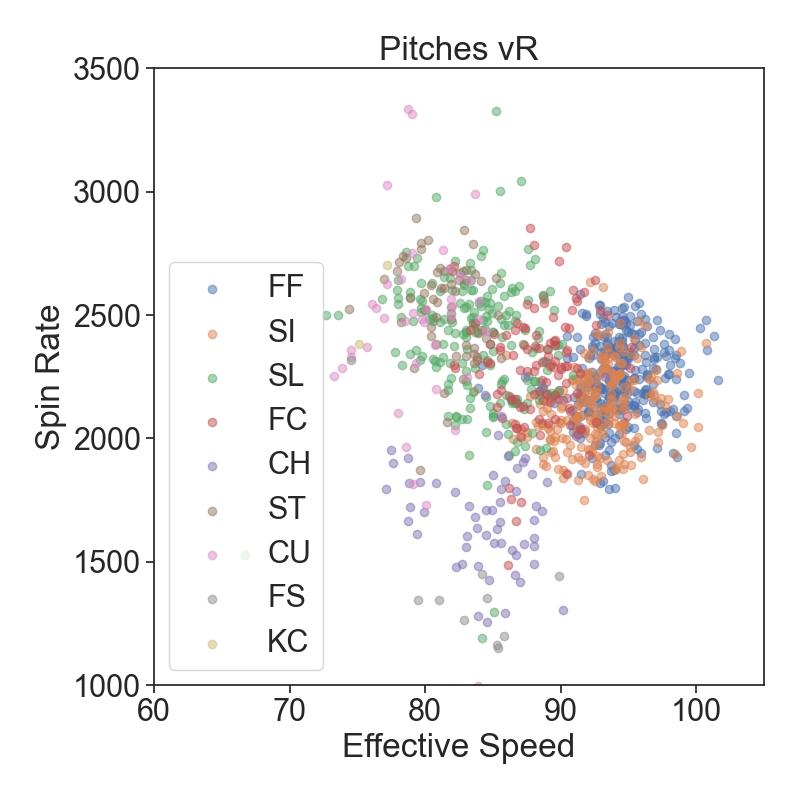 Pitches vR
Spin Rate
3500
3000
2500
2000
1500
1000
FF
SI
SL
FC
CH
ST
CU
FS
KC
60 70 80 90 100
Effective Speed